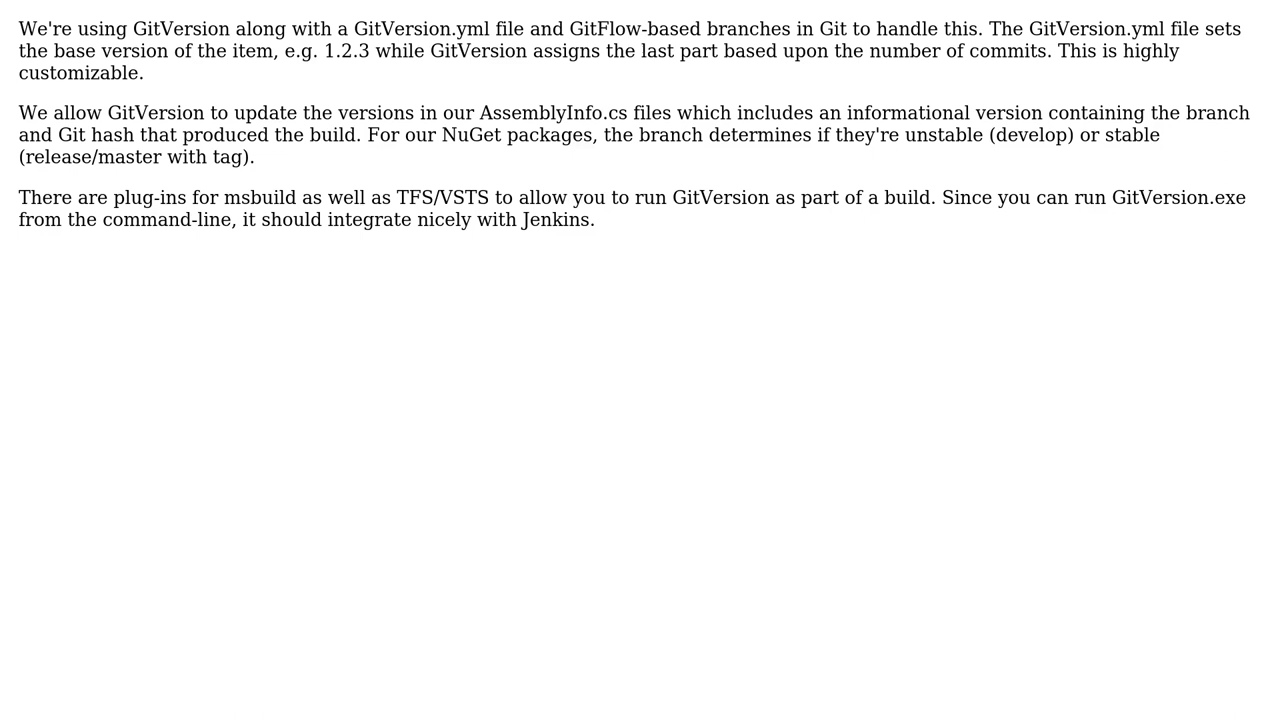 We're using GitVersion along with a GitVersion.yml file and GitFlow-based branches in Git to handle this. The GitVersion.yml file sets
the base version of the item, e.g. 1.2.3 while GitVersion assigns the last part based upon the number of commits. This is highly
customizable.
We allow GitVersion to update the versions in our AssemblyInfo.cs files which includes an informational version containing the branch
and Git hash that produced the build. For our NuGet packages, the branch determines if they're unstable (develop) or stable
(release/master with tag).
There are plug-ins for msbuild as well as TFS/VSTS to allow you to run GitVersion as part of a build. Since you can run GitVersion.exe
from the command-line, it should integrate nicely with Jenkins.